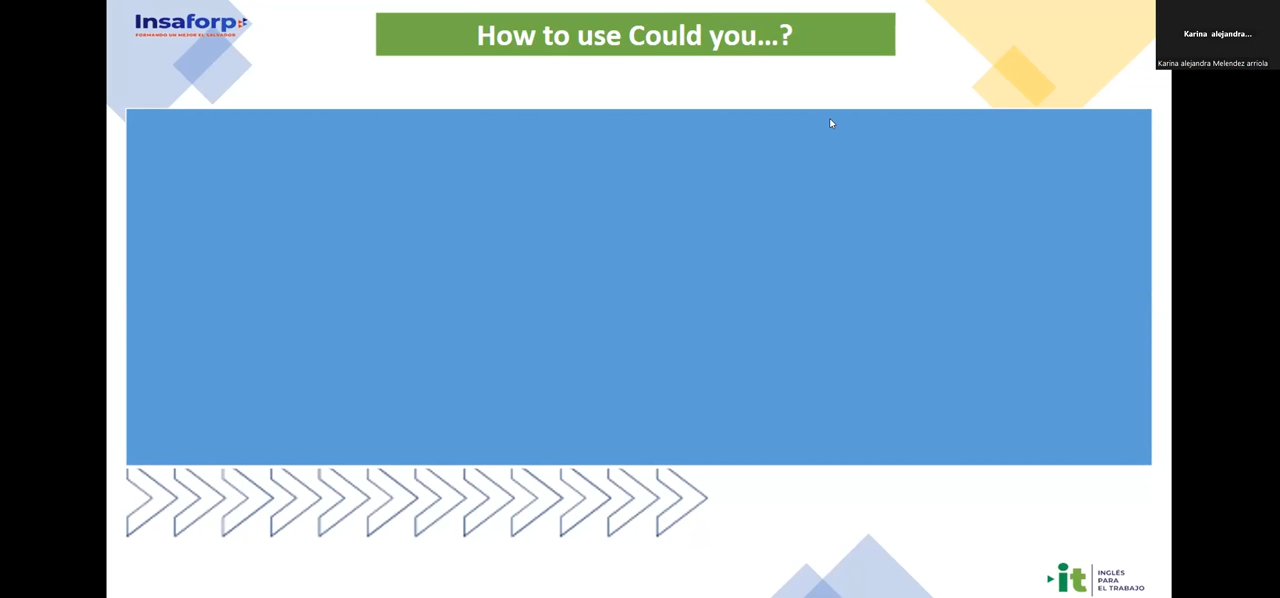 Insaforp
FORMANDO UN MEJOR EL SALVADOR
How to use Could you...?
Karina alejandra...
Karina alejandra Melendez arriola
it
INGLÉS
PARA
EL TRABAJO